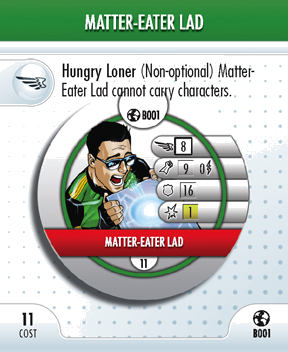 MATTER-EATER LAD
Hungry Loner (Non-optional) Matter-
Eater Lad cannot carry characters.
B001
8
9 0
16
1
MATTER-EATER LAD
11
11
COST
B001